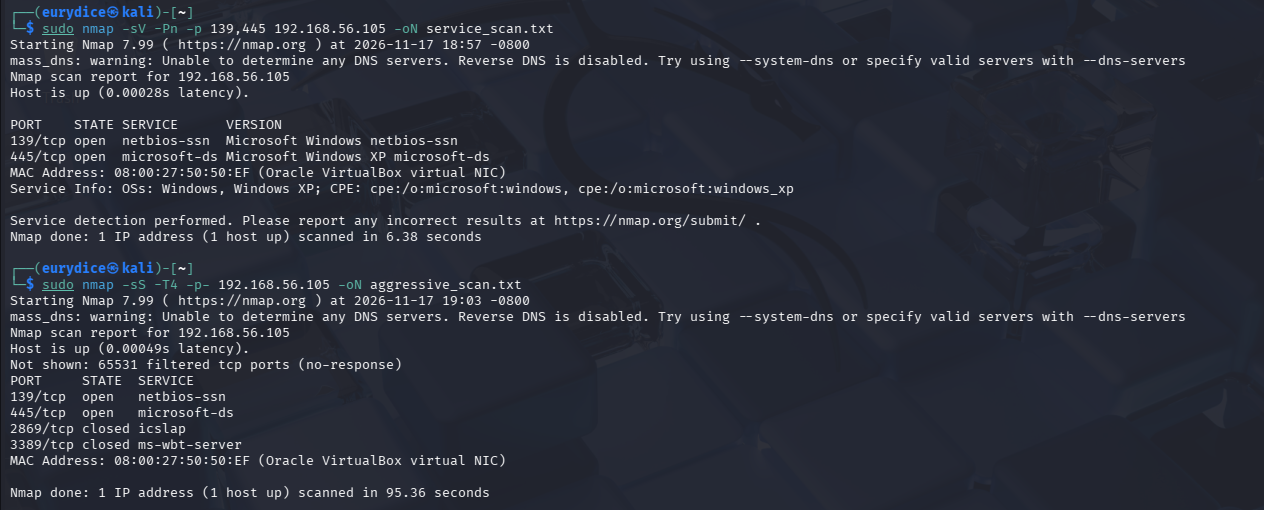 ┌──(eurydice㉿kali)-[~]
└─$ sudo nmap -sV -Pn -p 139,445 192.168.56.105 -oN service_scan.txt
Starting Nmap 7.99 ( https://nmap.org ) at 2026-11-17 18:57 -0800
mass_dns: warning: Unable to determine any DNS servers. Reverse DNS is disabled. Try using --system-dns or specify valid servers with --dns-servers
Nmap scan report for 192.168.56.105
Host is up (0.00028s latency).

PORT    STATE SERVICE      VERSION
139/tcp open  netbios-ssn  Microsoft Windows netbios-ssn
445/tcp open  microsoft-ds Microsoft Windows XP microsoft-ds
MAC Address: 08:00:27:50:50:EF (Oracle VirtualBox virtual NIC)
Service Info: OSs: Windows, Windows XP; CPE: cpe:/o:microsoft:windows, cpe:/o:microsoft:windows_xp

Service detection performed. Please report any incorrect results at https://nmap.org/submit/ .
Nmap done: 1 IP address (1 host up) scanned in 6.38 seconds

┌──(eurydice㉿kali)-[~]
└─$ sudo nmap -sS -T4 -p- 192.168.56.105 -oN aggressive_scan.txt
Starting Nmap 7.99 ( https://nmap.org ) at 2026-11-17 19:03 -0800
mass_dns: warning: Unable to determine any DNS servers. Reverse DNS is disabled. Try using --system-dns or specify valid servers with --dns-servers
Nmap scan report for 192.168.56.105
Host is up (0.00049s latency).
Not shown: 65531 filtered tcp ports (no-response)
PORT     STATE  SERVICE
139/tcp  open   netbios-ssn
445/tcp  open   microsoft-ds
2869/tcp closed icslap
3389/tcp closed ms-wbt-server
MAC Address: 08:00:27:50:50:EF (Oracle VirtualBox virtual NIC)

Nmap done: 1 IP address (1 host up) scanned in 95.36 seconds